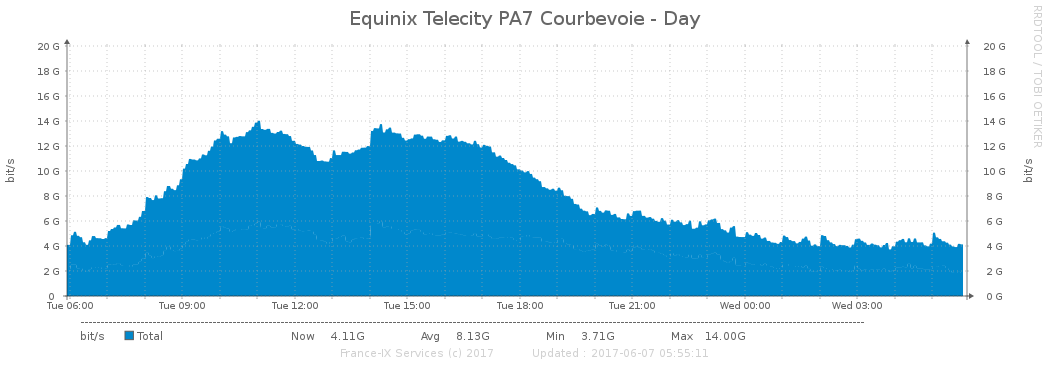 Equinix Telecity PA7 Courbevoie - Day
RRDTOOL / TOBI OETIKER
20 G 20 G
18 G 18 G
16 G 16 G
14 G 14 G
12 G 12 G
10 G 10 G
8 G 8 G
6 G 6 G
4 G 4 G
2 G 2 G
0 0 G
bit/s
bit/s
Tue 06:00 Tue 09:00 Tue 12:00 Tue 15:00 Tue 18:00 Tue 21:00 Wed 00:00 Wed 03:00
bit/s Total Now 4.11G Avg 8.13G Min 3.71G Max 14.00G
France-IX Services (c) 2017 Updated : 2017-06-07 05:55:11